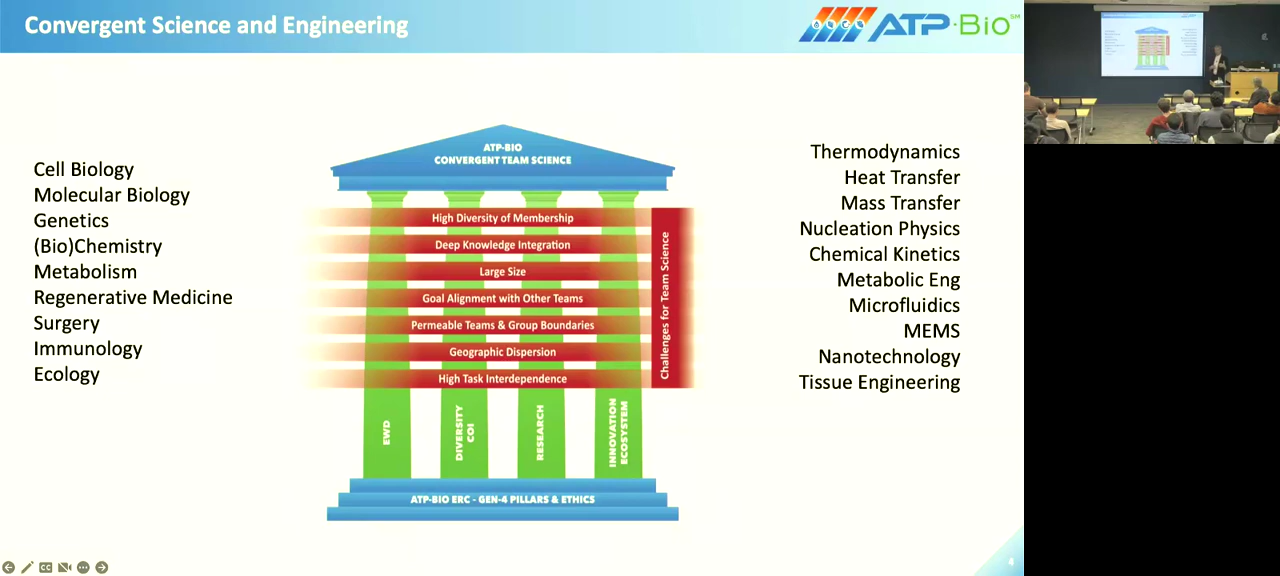 Convergent Science and Engineering
ATP-Bio℠
Cell Biology
Molecular Biology
Genetics
(Bio)Chemistry
Metabolism
Regenerative Medicine
Surgery
Immunology
Ecology
ATP-BIO
CONVERGENT TEAM SCIENCE
High Diversity of Membership
Deep Knowledge Integration
Large Size
Goal Alignment with Other Teams
Permeable Teams & Group Boundaries
Geographic Dispersion
High Task Interdependence
Challenges for Team Science
EWD
DIVERSITY
COI
RESEARCH
INNOVATION
ECOSYSTEM
ATP-BIO ERC - GEN-4 PILLARS & ETHICS
Thermodynamics
Heat Transfer
Mass Transfer
Nucleation Physics
Chemical Kinetics
Metabolic Eng
Microfluidics
MEMS
Nanotechnology
Tissue Engineering
CC
4